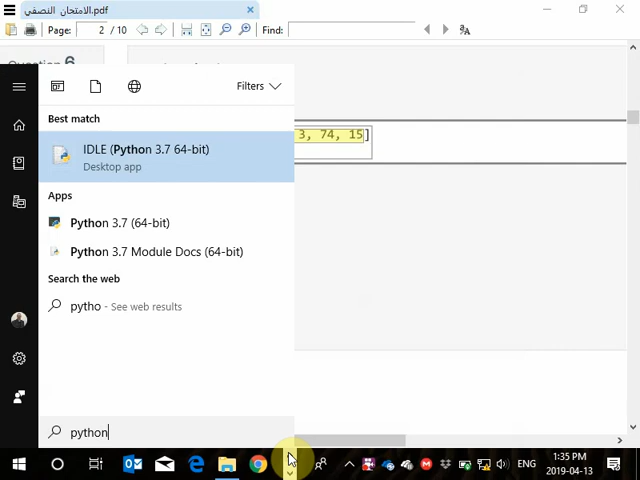 الامتحان النصفي.pdf
Page: 2 / 10 Find:
Question 6
Filters
Best match
IDLE (Python 3.7 64-bit)
Desktop app
3, 74, 15]
Apps
Python 3.7 (64-bit)
Python 3.7 Module Docs (64-bit)
Search the web
pytho - See web results
python
ENG 1:35 PM
2019-04-13